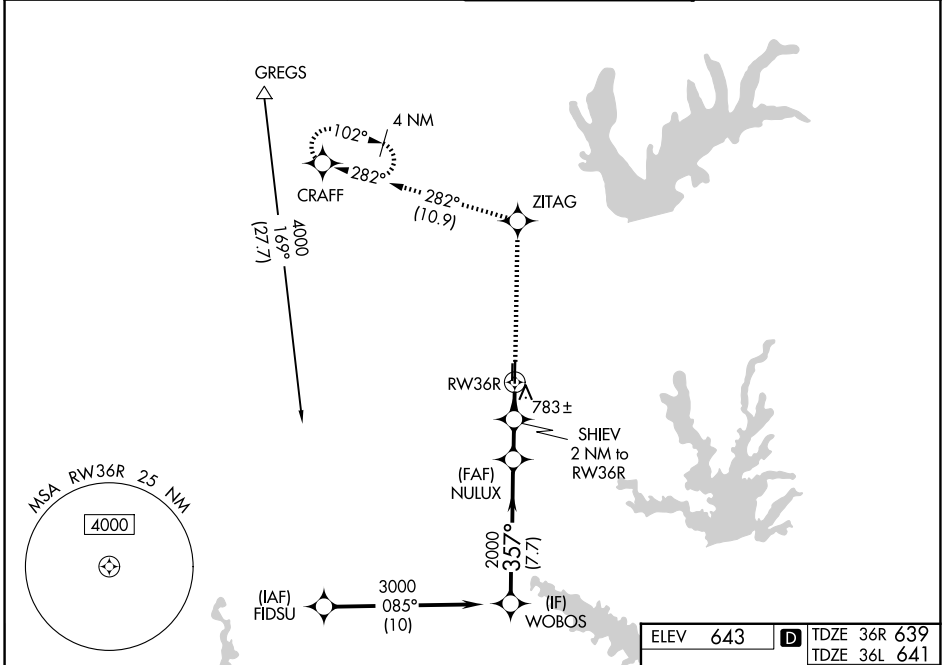 GREGS
4 NM
102°
282°
CRAFF
282°
(10.9)
ZITAG
4000
169°
(27.7)
RW36R
783±
SHIEV
2 NM to
RW36R
(FAF)
NULUX
MSA RW36R 25 NM
4000
2000
357°
(7.7)
(IAF)
FIDSU
3000
085°
(10)
(IF)
WOBOS
ELEV 643
D
TDZE 36R 639
TDZE 36L 641